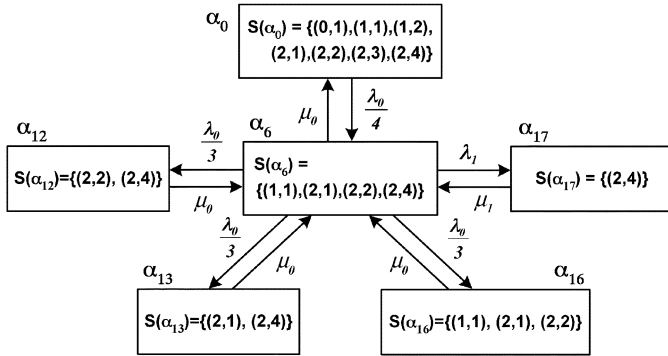 α0
S(α0) = {(0,1),(1,1),(1,2),
(2,1),(2,2),(2,3),(2,4)}
μ0
λ0/4
α12
λ0/3
α6
α17
S(α12)={(2,2), (2,4)}
μ0
S(α6) =
{(1,1),(2,1),(2,2),(2,4)}
λ1
μ1
S(α17) = {(2,4)}
λ0/3
μ0
μ0
λ0/3
α13
α16
S(α13)={(2,1), (2,4)}
S(α16)={(1,1), (2,1), (2,2)}